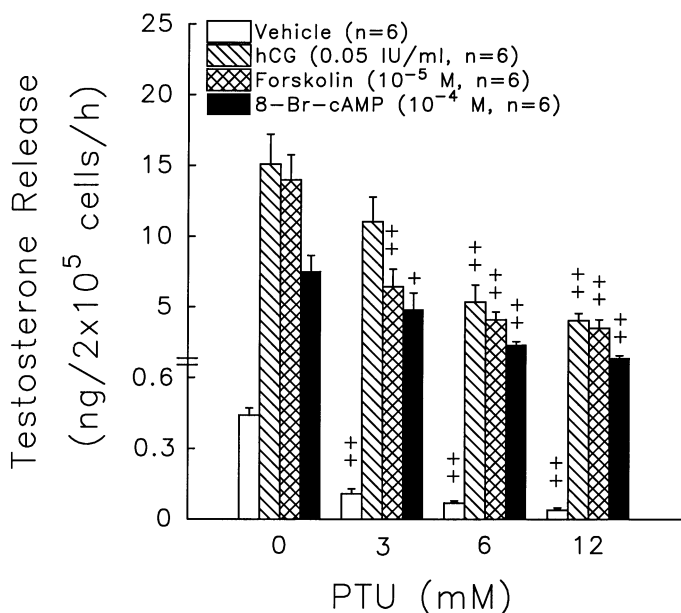 Testosterone Release
(ng/2x10⁵ cells/h)
25
20
15
10
5
0.6
0.3
0
Vehicle (n=6)
hCG (0.05 IU/ml, n=6)
Forskolin (10⁻⁵ M, n=6)
8-Br-cAMP (10⁻⁴ M, n=6)
++
++
+
++
++
++
++
++
++
++
++
0 3 6 12
PTU (mM)